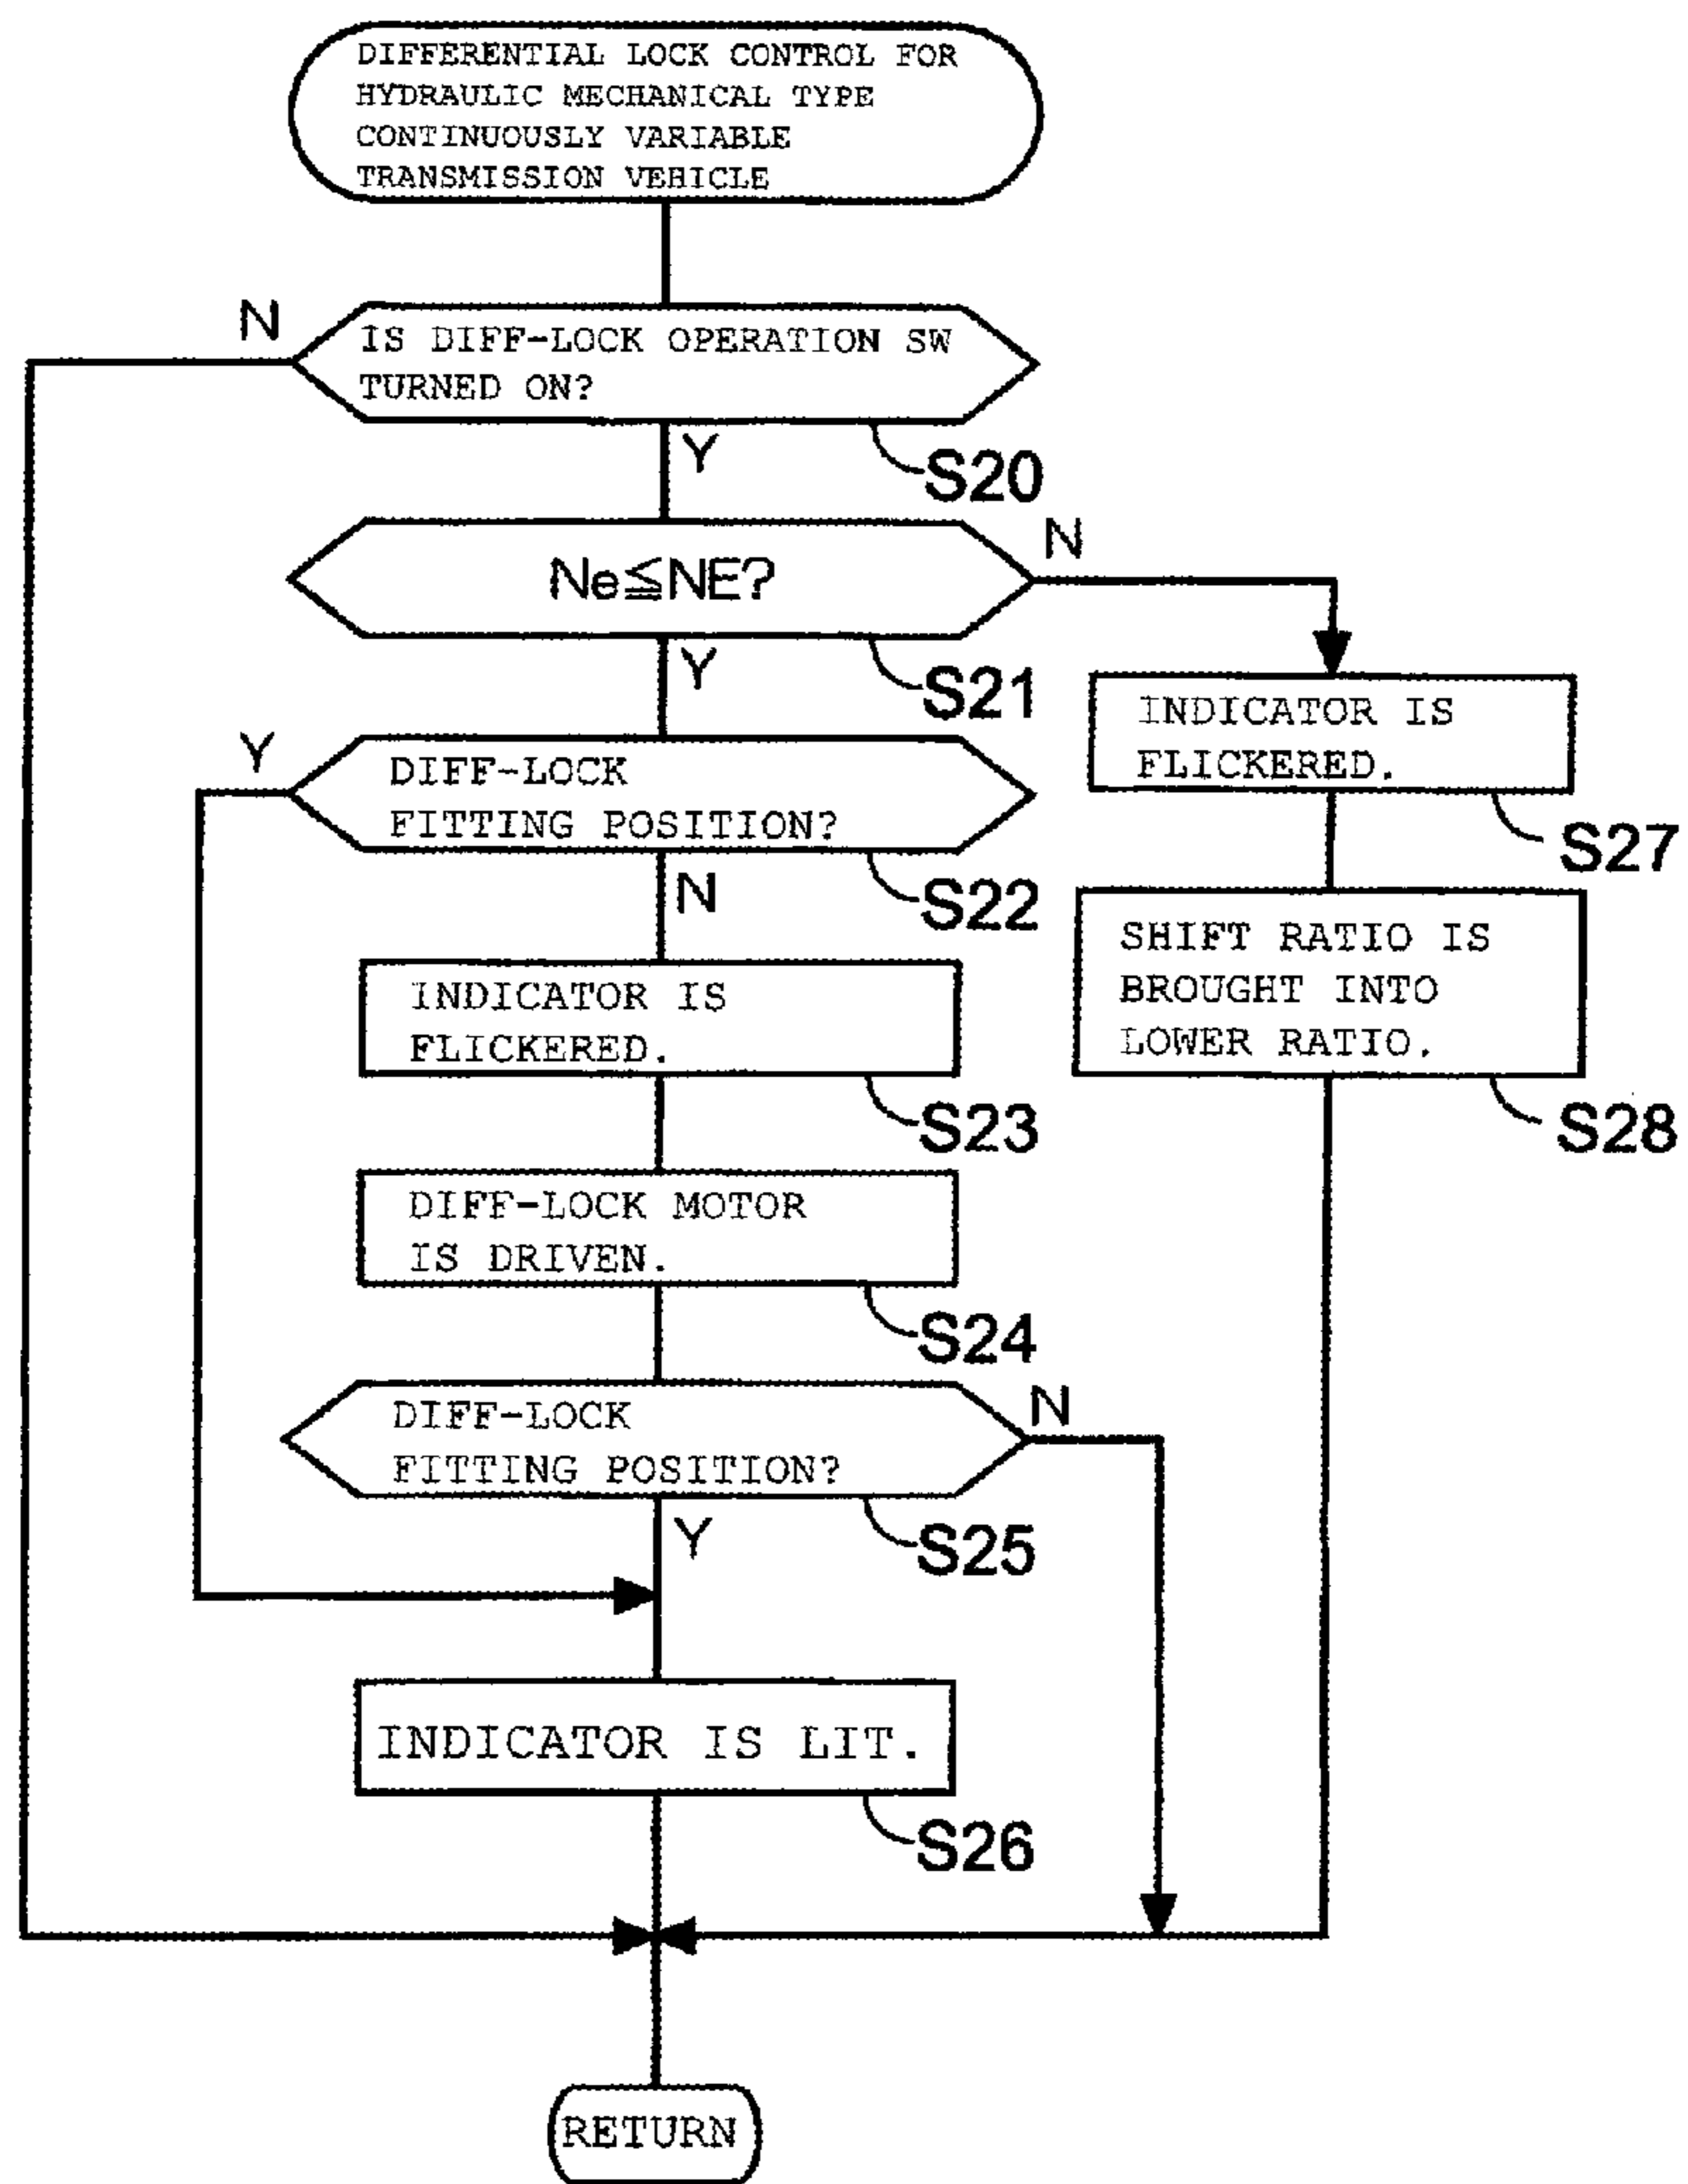 DIFFERENTIAL LOCK CONTROL FOR
HYDRAULIC MECHANICAL TYPE
CONTINUOUSLY VARIABLE
TRANSMISSION VEHICLE
N
IS DIFF-LOCK OPERATION SW
TURNED ON?
Y
S20
Ne≦NE?
N
Y
S21
INDICATOR IS
FLICKERED.
S27
Y
DIFF-LOCK
FITTING POSITION?
N
S22
SHIFT RATIO IS
BROUGHT INTO
LOWER RATIO.
S28
INDICATOR IS
FLICKERED.
S23
DIFF-LOCK MOTOR
IS DRIVEN.
S24
DIFF-LOCK
FITTING POSITION?
N
Y
S25
INDICATOR IS LIT.
S26
RETURN